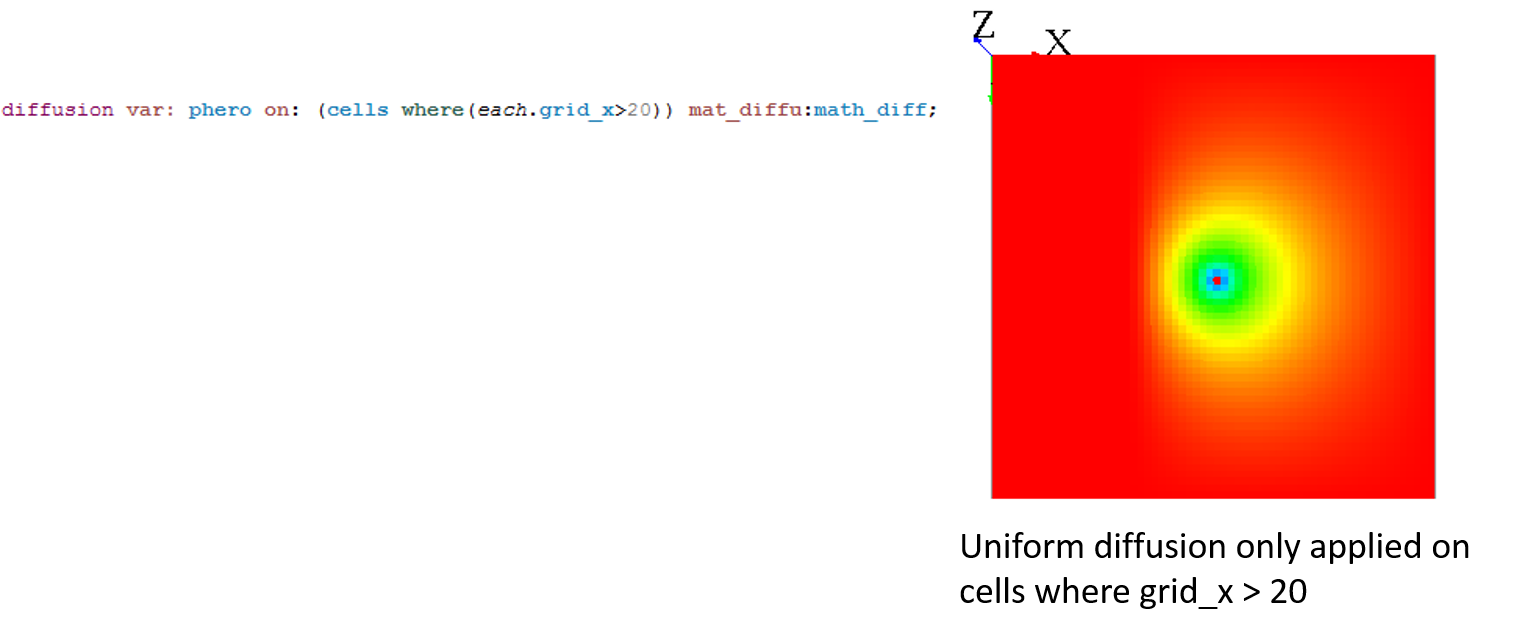 Z
X
diffusion var: phero on: (cells where(each.grid_x>20)) mat_diffu:math_diff;
Uniform diffusion only applied on
cells where grid_x > 20